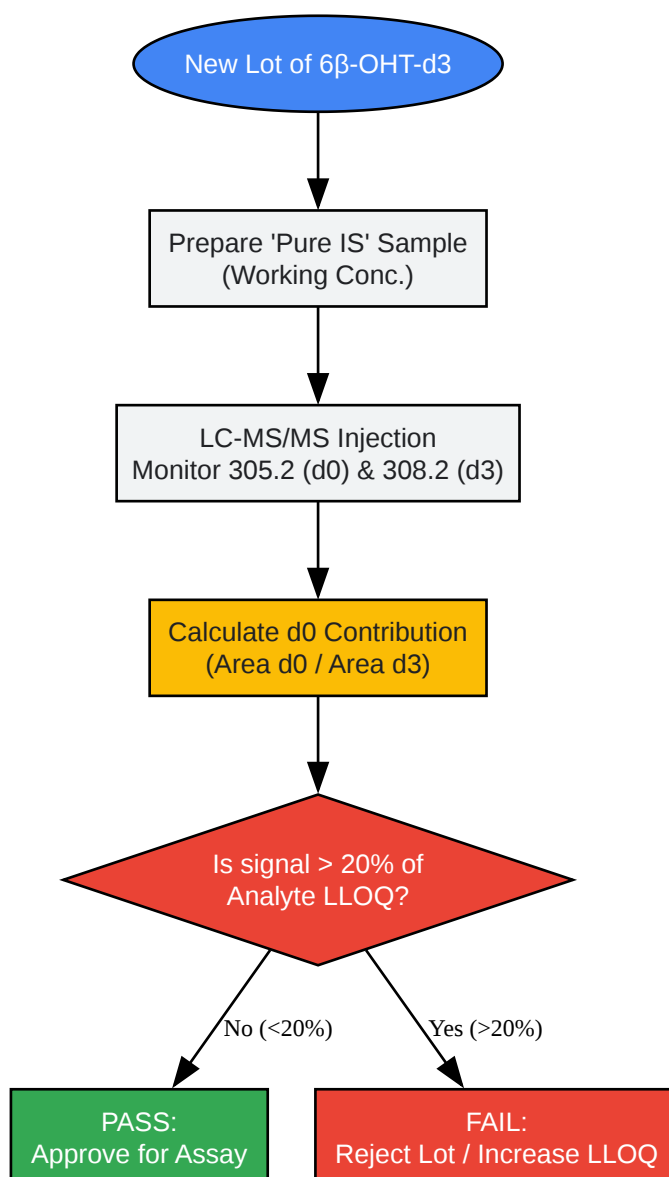 New Lot of 6β-OHT-d3
Prepare 'Pure IS' Sample
(Working Conc.)
LC-MS/MS Injection
Monitor 305.2 (d0) & 308.2 (d3)
Calculate d0 Contribution
(Area d0 / Area d3)
Is signal > 20% of
Analyte LLOQ?
No (<20%)
Yes (>20%)
PASS:
Approve for Assay
FAIL:
Reject Lot / Increase LLOQ